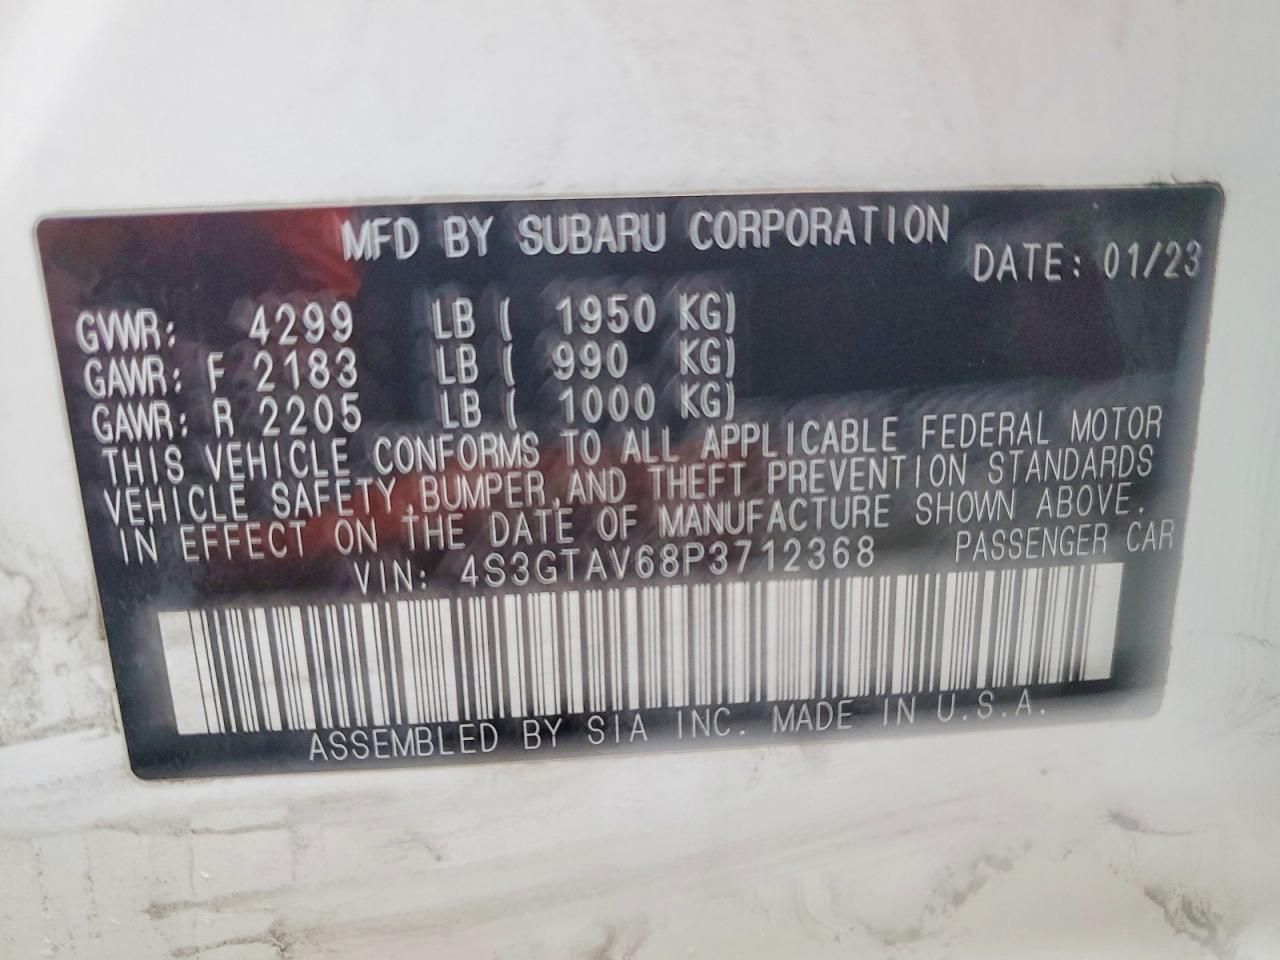 MFD BY SUBARU CORPORATION
DATE: 01/23
GVWR: 4299 LB ( 1950 KG)
GAWR: F 2183 LB ( 990 KG)
GAWR: R 2205 LB ( 1000 KG)
THIS VEHICLE CONFORMS TO ALL APPLICABLE FEDERAL MOTOR
VEHICLE SAFETY, BUMPER, AND THEFT PREVENTION STANDARDS
IN EFFECT ON THE DATE OF MANUFACTURE SHOWN ABOVE.
VIN: 4S3GTAV68P3712368 PASSENGER CAR
ASSEMBLED BY SIA INC. MADE IN U.S.A.